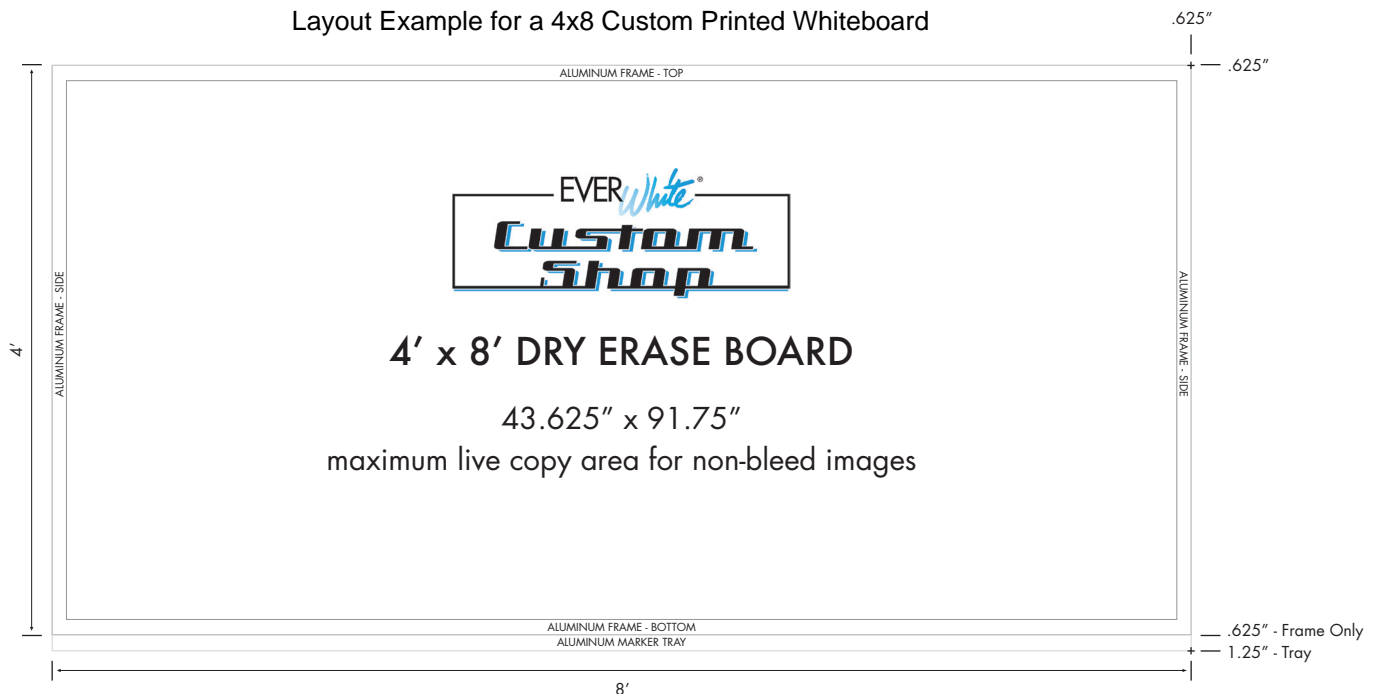 Layout Example for a 4x8 Custom Printed Whiteboard
.625”
.625”
ALUMINUM FRAME - TOP
EVERWhite®
Custom
Shop
ALUMINUM FRAME - SIDE
ALUMINUM FRAME - SIDE
4’
4’ x 8’ DRY ERASE BOARD
43.625” x 91.75”
maximum live copy area for non-bleed images
ALUMINUM FRAME - BOTTOM
.625” - Frame Only
ALUMINUM MARKER TRAY
1.25” - Tray
8’